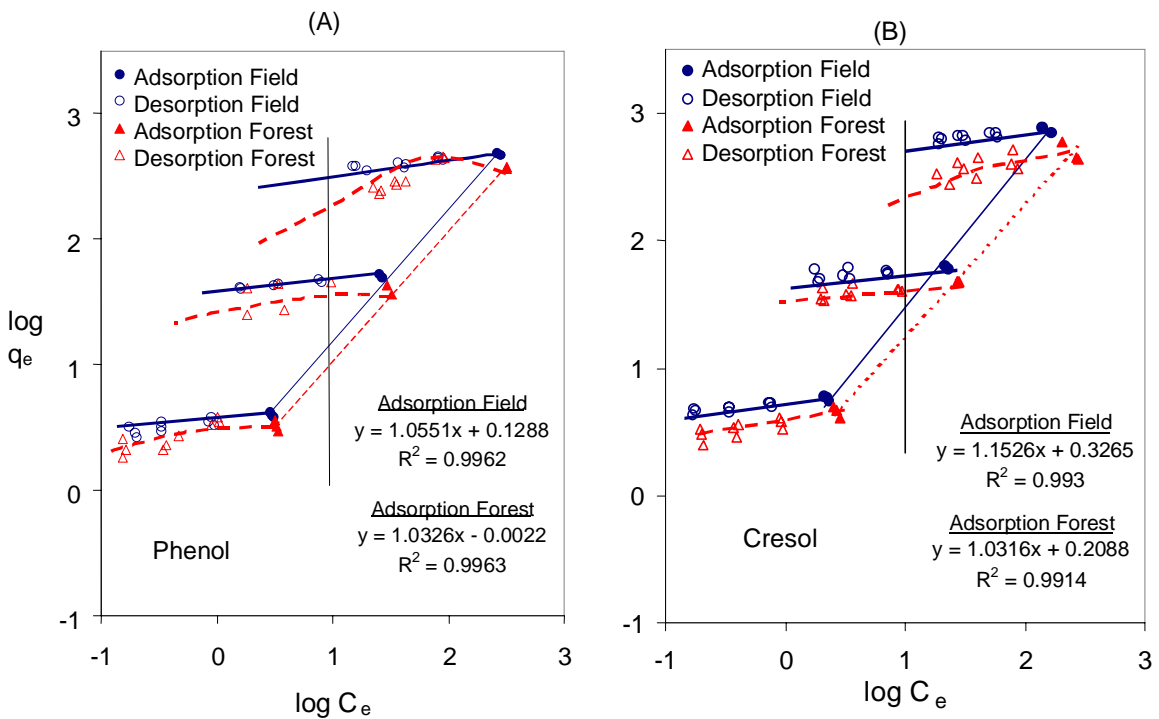 (A)
Adsorption Field
Desorption Field
Adsorption Forest
Desorption Forest
3
2
1
0
-1
log
qₑ
Adsorption Field
y = 1.0551x + 0.1288
R² = 0.9962
Adsorption Forest
y = 1.0326x - 0.0022
R² = 0.9963
Phenol
-1 0 1 2 3
log Cₑ
(B)
Adsorption Field
Desorption Field
Adsorption Forest
Desorption Forest
3
2
1
0
-1
Adsorption Field
y = 1.1526x + 0.3265
R² = 0.993
Adsorption Forest
y = 1.0316x + 0.2088
R² = 0.9914
Cresol
-1 0 1 2 3
log Cₑ